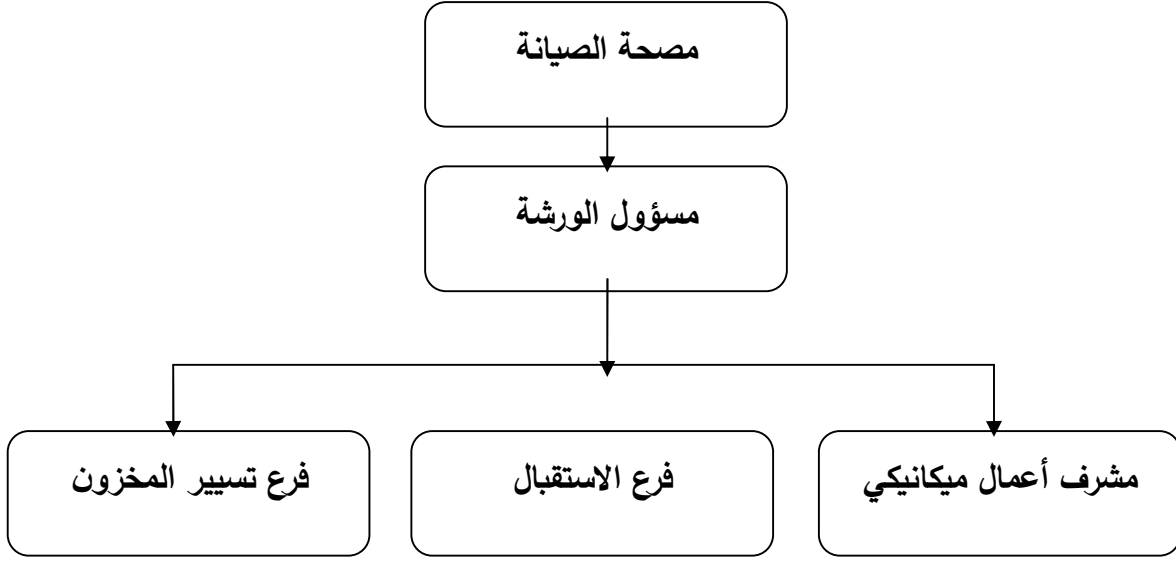 مصحة الصيانة
مسؤول الورشة
مشرف أعمال ميكانيكي
فرع الاستقبال
فرع تسيير المخزون